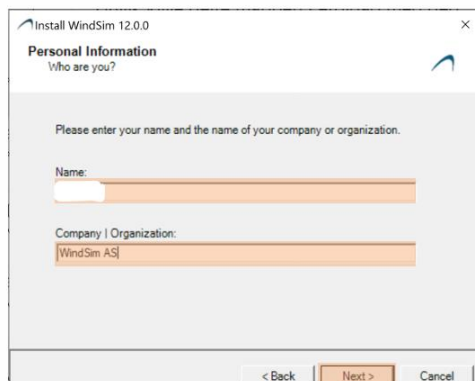 Install WindSim 12.0.0
Personal Information
Who are you?
Please enter your name and the name of your company or organization.
Name:
Company | Organization:
WindSim AS
< Back Next > Cancel